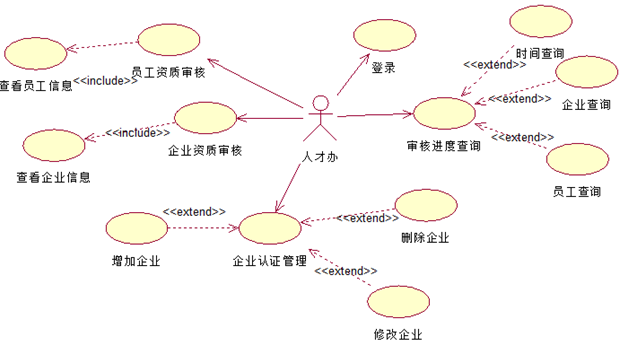 时间查询
员工资质审核
登录
<<extend>>
查看员工信息
<<include>>
<<extend>>
企业查询
<<include>>
企业资质审核
审核进度查询
<<extend>>
人才办
查看企业信息
员工查询
<<extend>>
<<extend>>
删除企业
增加企业
企业认证管理
<<extend>>
修改企业